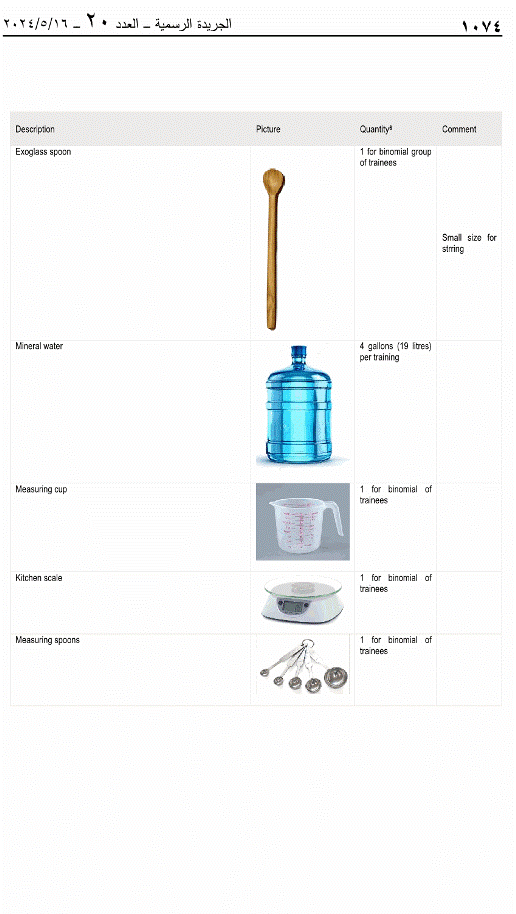 ١٠٧٤
الجريدة الرسمية – العدد ٢٠ – ٢٠٢٤/٥/١٦
Description Picture Quantity⁸ Comment
Exoglass spoon
1 for binomial group
of trainees
Small size for
strring
Mineral water
4 gallons (19 litres)
per training
Measuring cup
1 for binomial of
trainees
Kitchen scale
1 for binomial of
trainees
Measuring spoons
1 for binomial of
trainees